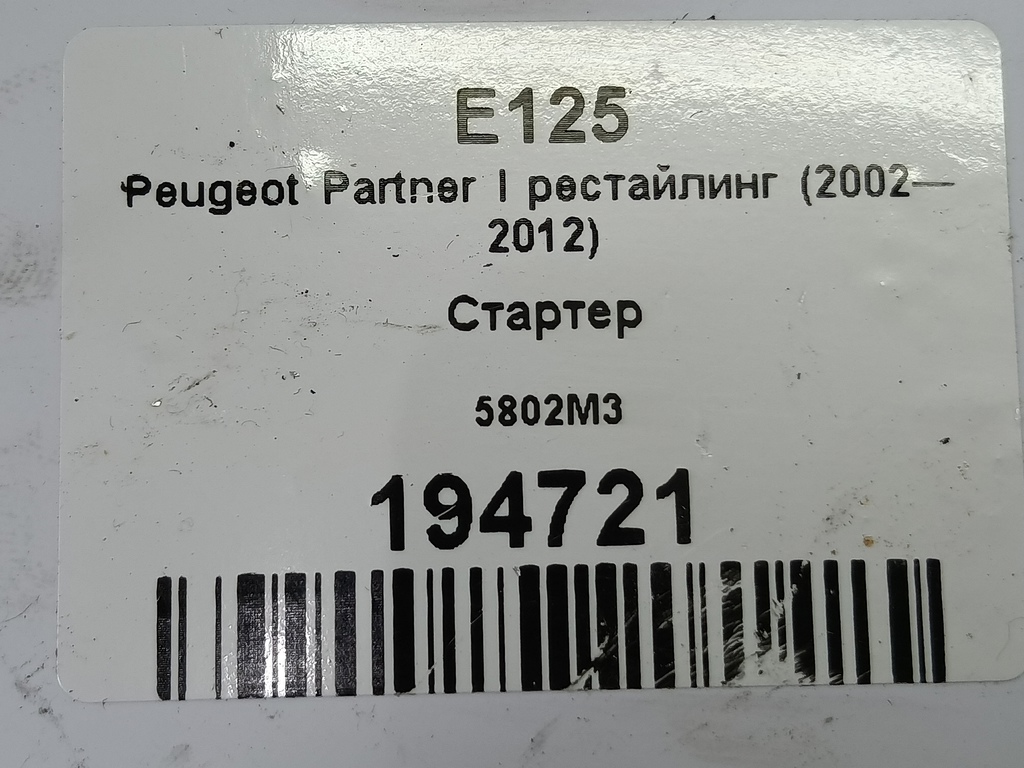 E125
Peugeot Partner I рестайлинг (2002—
2012)
Стартер
5802M3
194721